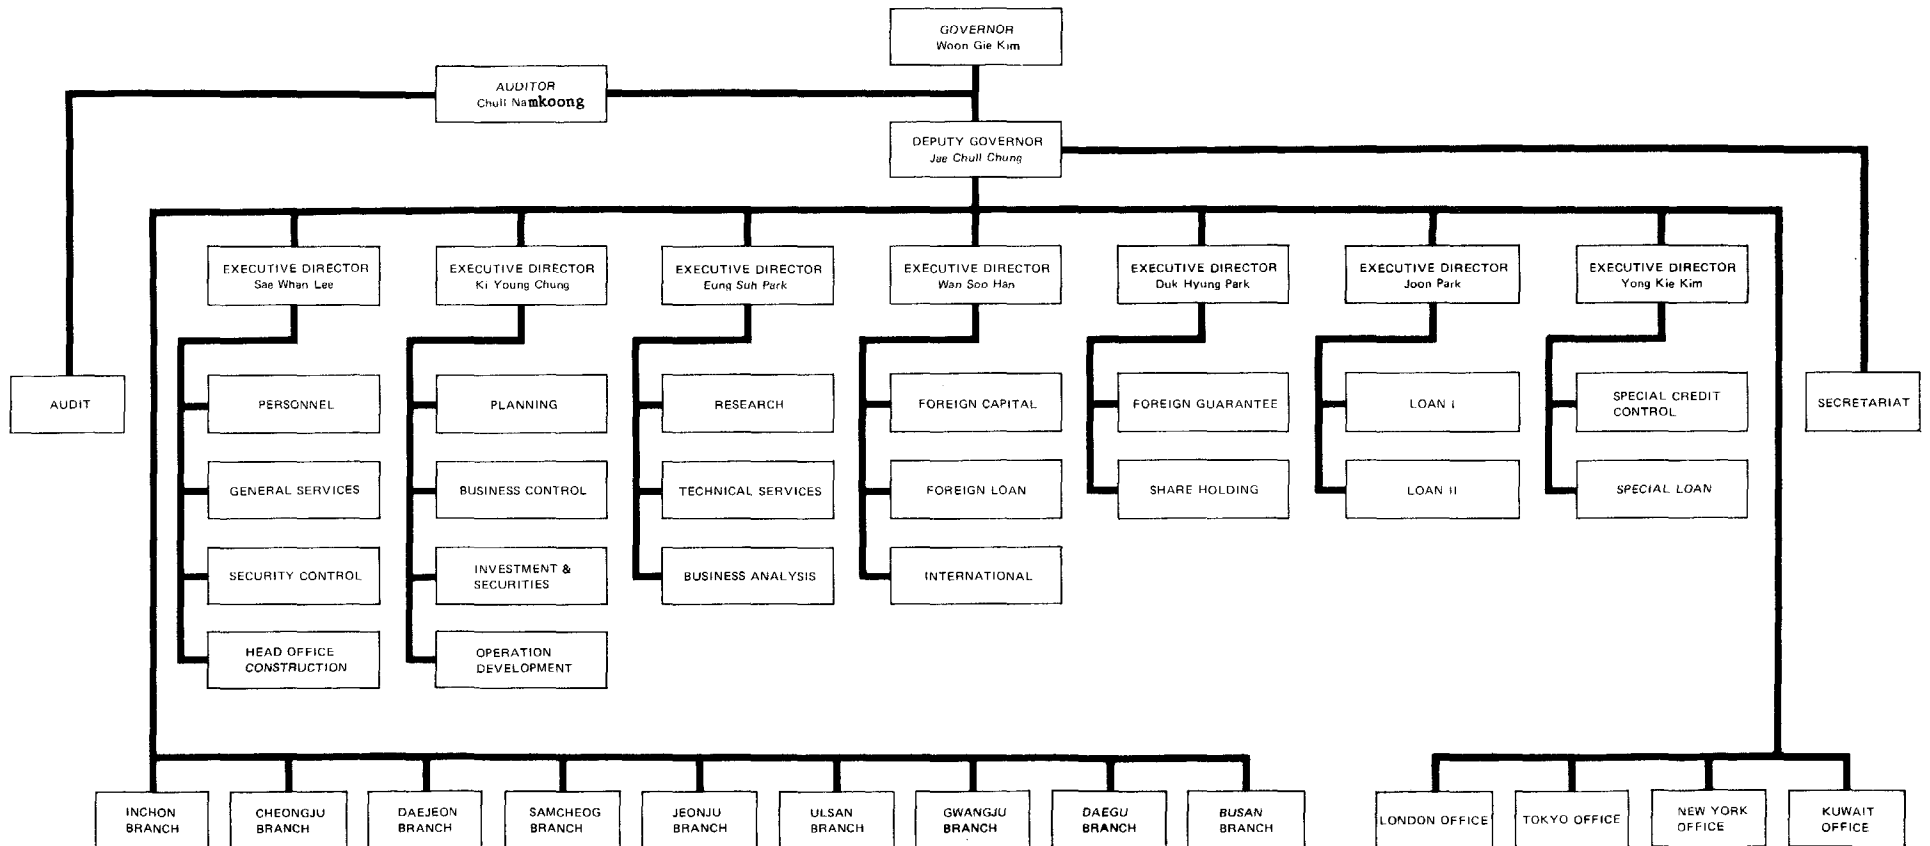 GOVERNOR
Woon Gie Kim
AUDITOR
Chull Namkoong
DEPUTY GOVERNOR
Jae Chull Chung
EXECUTIVE DIRECTOR
Sae Whan Lee
EXECUTIVE DIRECTOR
Ki Young Chung
EXECUTIVE DIRECTOR
Eung Suh Park
EXECUTIVE DIRECTOR
Wan Soo Han
EXECUTIVE DIRECTOR
Duk Hyung Park
EXECUTIVE DIRECTOR
Joon Park
EXECUTIVE DIRECTOR
Yong Kie Kim
AUDIT
PERSONNEL
PLANNING
RESEARCH
FOREIGN CAPITAL
FOREIGN GUARANTEE
LOAN I
SPECIAL CREDIT
CONTROL
SECRETARIAT
GENERAL SERVICES
BUSINESS CONTROL
TECHNICAL SERVICES
FOREIGN LOAN
SHARE HOLDING
LOAN II
SPECIAL LOAN
SECURITY CONTROL
INVESTMENT &
SECURITIES
BUSINESS ANALYSIS
INTERNATIONAL
HEAD OFFICE
CONSTRUCTION
OPERATION
DEVELOPMENT
INCHON
BRANCH
CHEONGJU
BRANCH
DAEJEON
BRANCH
SAMCHEOG
BRANCH
JEONJU
BRANCH
ULSAN
BRANCH
GWANGJU
BRANCH
DAEGU
BRANCH
BUSAN
BRANCH
LONDON OFFICE
TOKYO OFFICE
NEW YORK
OFFICE
KUWAIT
OFFICE